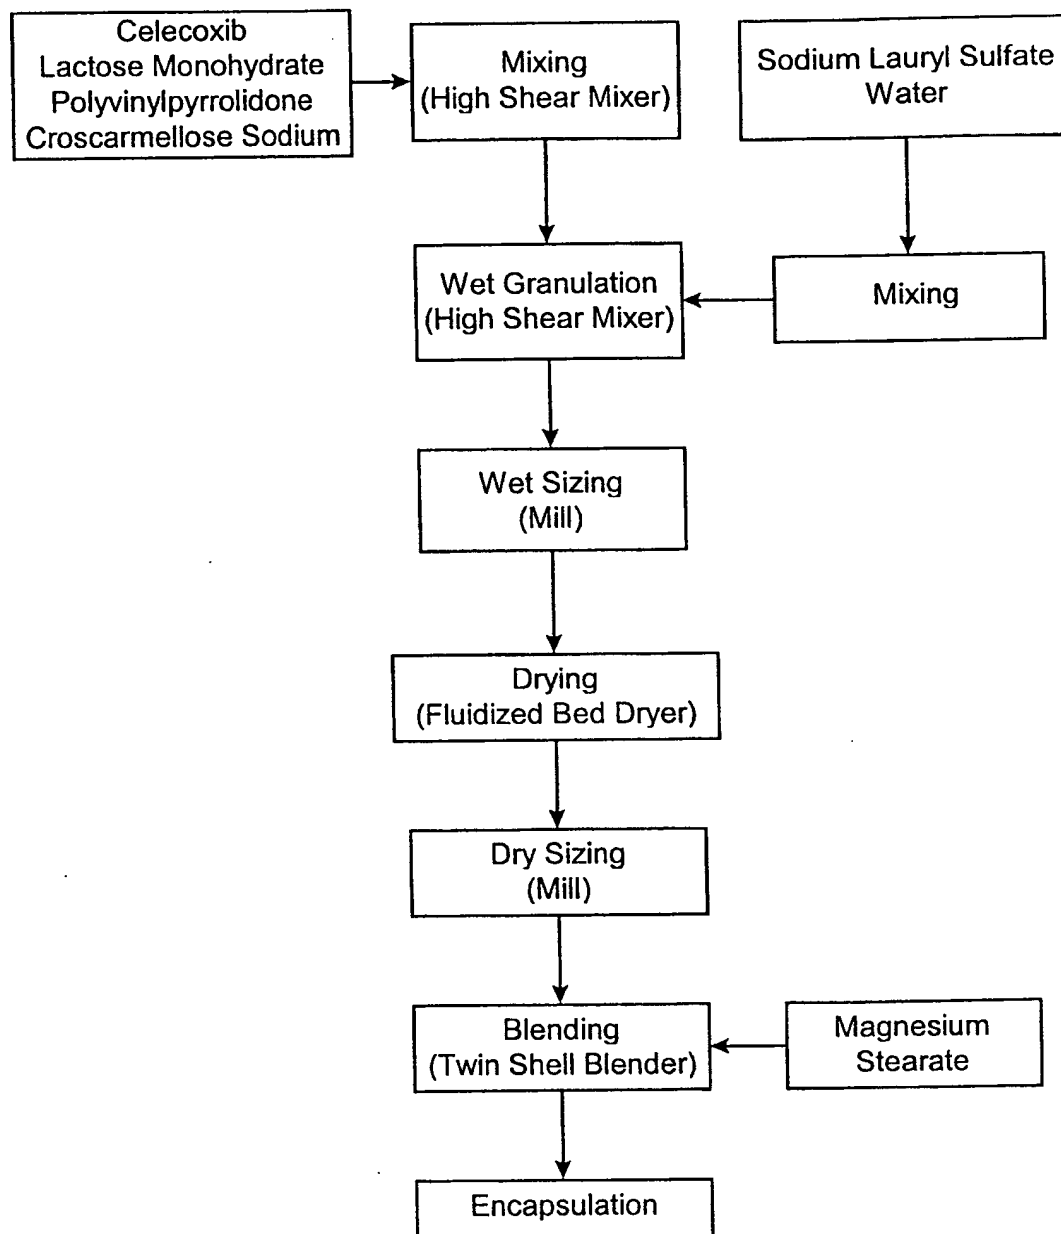 Celecoxib
Lactose Monohydrate
Polyvinylpyrrolidone
Croscarmellose Sodium
Mixing
(High Shear Mixer)
Sodium Lauryl Sulfate
Water
Wet Granulation
(High Shear Mixer)
Mixing
Wet Sizing
(Mill)
Drying
(Fluidized Bed Dryer)
Dry Sizing
(Mill)
Blending
(Twin Shell Blender)
Magnesium
Stearate
Encapsulation